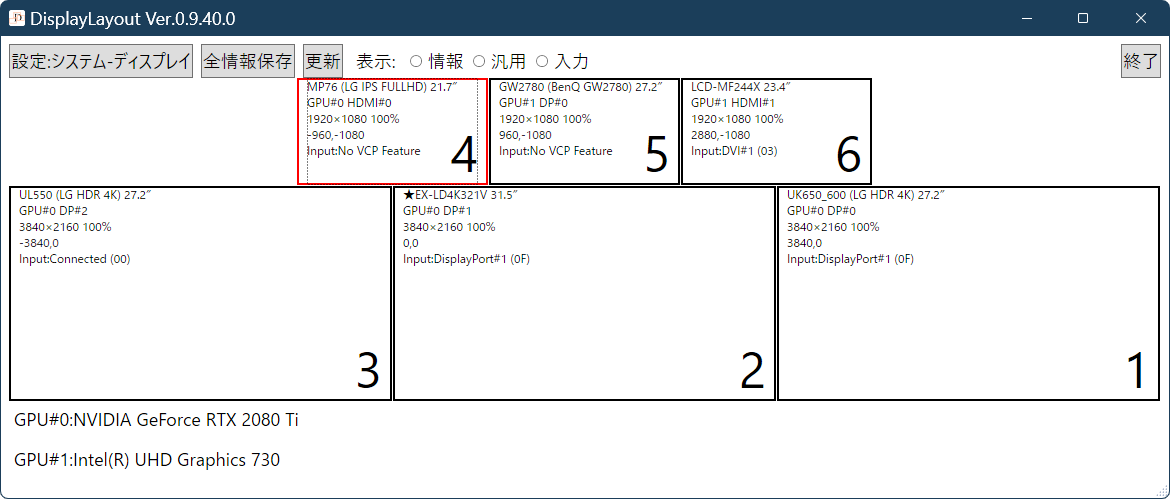 DisplayLayout Ver.0.9.40.0
設定:システム-ディスプレイ 全情報保存 更新 表示: 情報 汎用 入力 終了
MP76 (LG IPS FULLHD) 21.7″
GPU#0 HDMI#0
1920×1080 100%
-960,-1080
Input:No VCP Feature
4
GW2780 (BenQ GW2780) 27.2″
GPU#1 DP#0
1920×1080 100%
960,-1080
Input:No VCP Feature
5
LCD-MF244X 23.4″
GPU#1 HDMI#1
1920×1080 100%
2880,-1080
Input:DVI#1 (03)
6
UL550 (LG HDR 4K) 27.2″
GPU#0 DP#2
3840×2160 100%
-3840,0
Input:Connected (00)
3
★EX-LD4K321V 31.5″
GPU#0 DP#1
3840×2160 100%
0,0
Input:DisplayPort#1 (0F)
2
UK650_600 (LG HDR 4K) 27.2″
GPU#0 DP#0
3840×2160 100%
3840,0
Input:DisplayPort#1 (0F)
1
GPU#0:NVIDIA GeForce RTX 2080 Ti
GPU#1:Intel(R) UHD Graphics 730